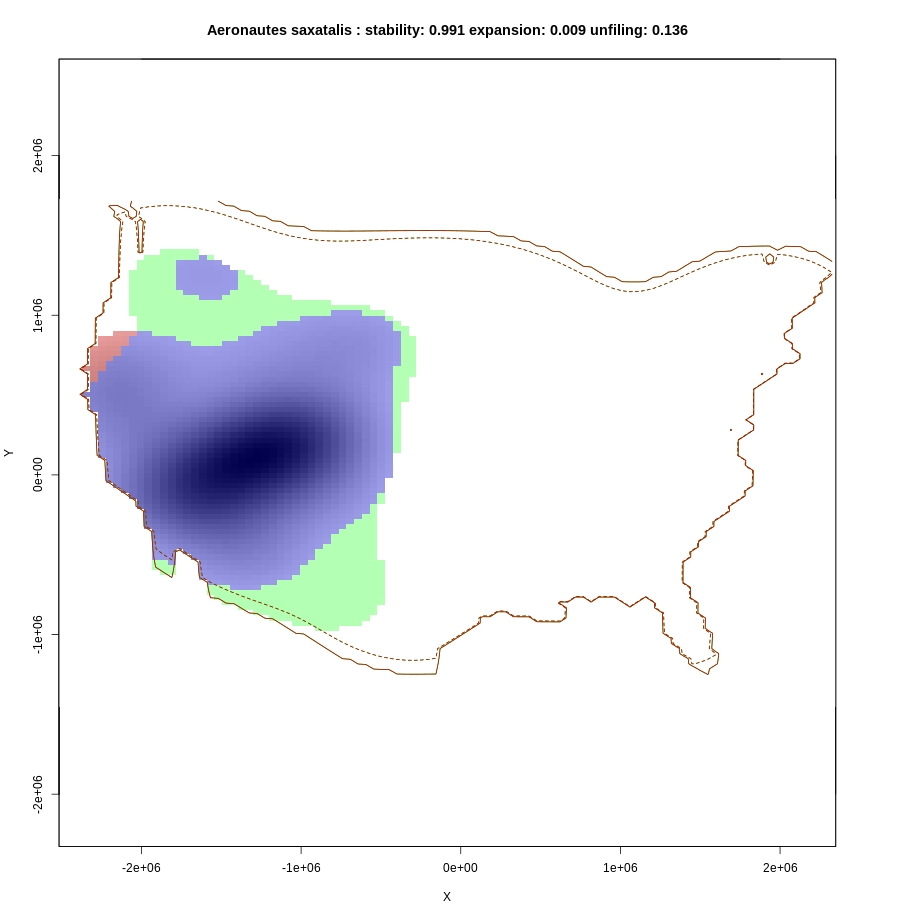 Aeronautes saxatalis : stability: 0.991 expansion: 0.009 unfiling: 0.136
2e+06
1e+06
0e+00
-1e+06
-2e+06
Y
-2e+06 -1e+06 0e+00 1e+06 2e+06
X